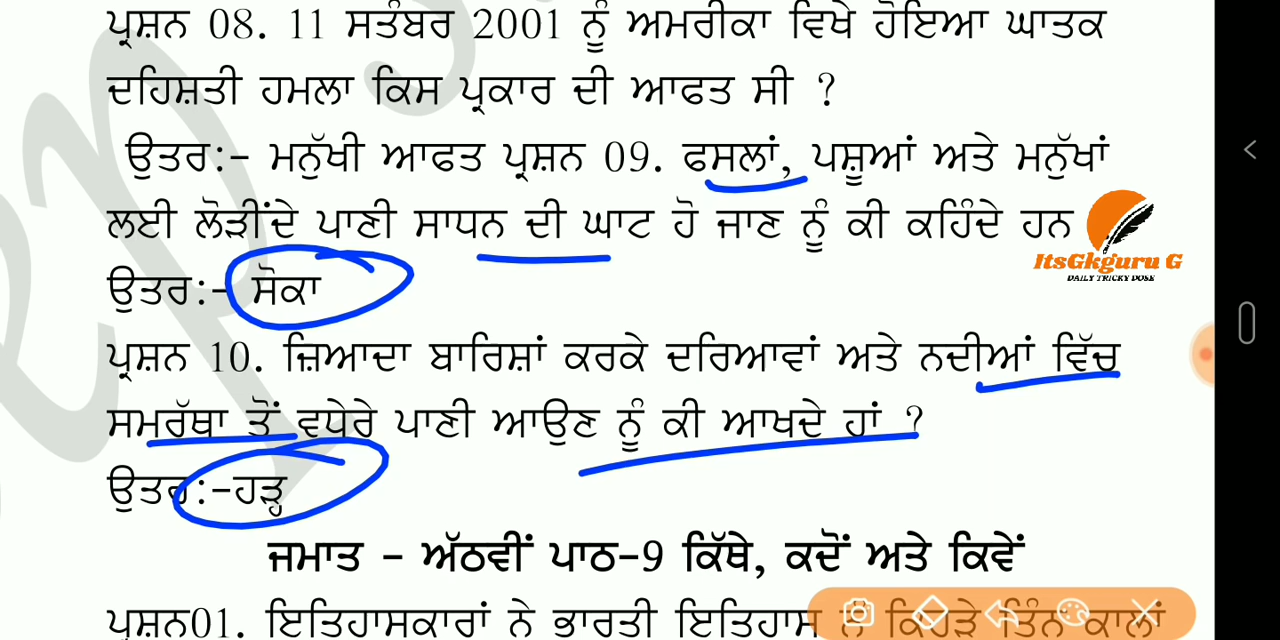 ਪ੍ਰਸ਼ਨ 08. 11 ਸਤੰਬਰ 2001 ਨੂੰ ਅਮਰੀਕਾ ਵਿਖੇ ਹੋਇਆ ਘਾਤਕ
ਦਹਿਸ਼ਤੀ ਹਮਲਾ ਕਿਸ ਪ੍ਰਕਾਰ ਦੀ ਆਫਤ ਸੀ ?
ਉਤਰ:- ਮਨੁੱਖੀ ਆਫਤ ਪ੍ਰਸ਼ਨ 09. ਫਸਲਾਂ, ਪਸ਼ੂਆਂ ਅਤੇ ਮਨੁੱਖਾਂ
ਲਈ ਲੋੜੀਂਦੇ ਪਾਣੀ ਸਾਧਨ ਦੀ ਘਾਟ ਹੋ ਜਾਣ ਨੂੰ ਕੀ ਕਹਿੰਦੇ ਹਨ
ItsGkguru G
DAILY TRICKY DOSE
ਉਤਰ:- ਸੋਕਾ
ਪ੍ਰਸ਼ਨ 10. ਜ਼ਿਆਦਾ ਬਾਰਿਸ਼ਾਂ ਕਰਕੇ ਦਰਿਆਵਾਂ ਅਤੇ ਨਦੀਆਂ ਵਿੱਚ
ਸਮਰੱਥਾ ਤੋਂ ਵਧੇਰੇ ਪਾਣੀ ਆਉਣ ਨੂੰ ਕੀ ਆਖਦੇ ਹਾਂ ?
ਉਤਰ:-ਹੜ੍ਹ
ਜਮਾਤ - ਅੱਠਵੀਂ ਪਾਠ-9 ਕਿੱਥੇ, ਕਦੋਂ ਅਤੇ ਕਿਵੇਂ
ਪ੍ਰਸ਼ਨ01. ਇਤਿਹਾਸਕਾਰਾਂ ਨੇ ਭਾਰਤੀ ਇਤਿਹਾਸ ਨੂੰ ਕਿਹੜੇ ਤਿੰਨ ਕਾਲਾਂ